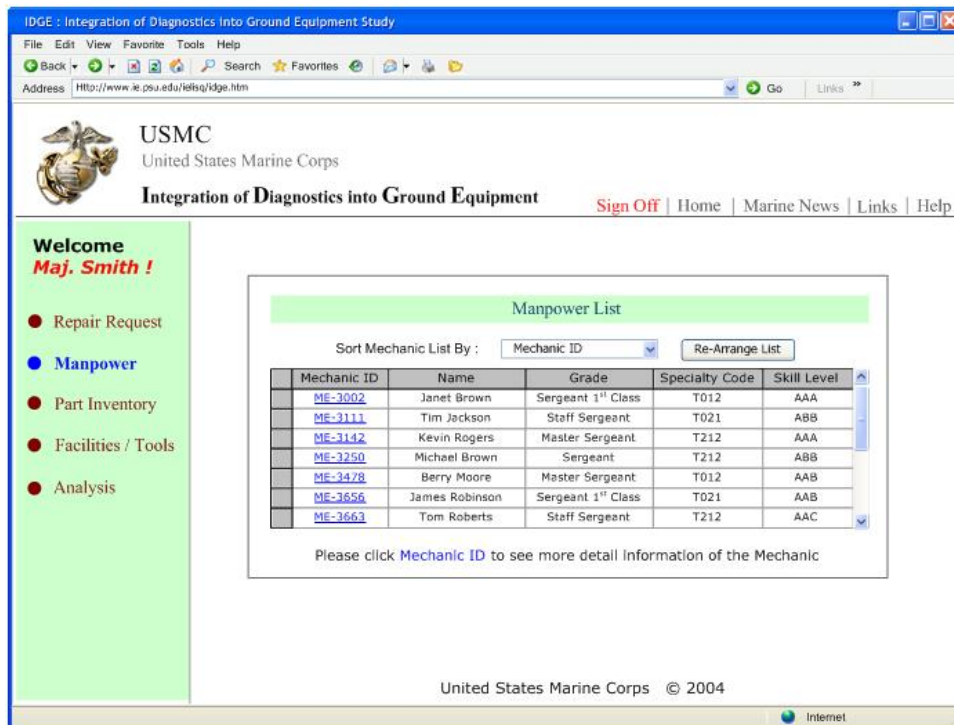 IDGE : Integration of Diagnostics into Ground Equipment Study
File Edit View Favorite Tools Help
Back Search Favorites
Address Http://www.ie.psu.edu/ielisq/idge.htm Go Links »
USMC
United States Marine Corps
Integration of Diagnostics into Ground Equipment
Sign Off | Home | Marine News | Links | Help
Welcome
Maj. Smith !
Repair Request
Manpower
Part Inventory
Facilities / Tools
Analysis
Manpower List
Sort Mechanic List By : Mechanic ID Re-Arrange List
Mechanic ID Name Grade Specialty Code Skill Level
ME-3002 Janet Brown Sergeant 1st Class T012 AAA
ME-3111 Tim Jackson Staff Sergeant T021 ABB
ME-3142 Kevin Rogers Master Sergeant T212 AAA
ME-3250 Michael Brown Sergeant T212 ABB
ME-3478 Berry Moore Master Sergeant T012 AAB
ME-3656 James Robinson Sergeant 1st Class T021 AAB
ME-3663 Tom Roberts Staff Sergeant T212 AAC
Please click Mechanic ID to see more detail information of the Mechanic
United States Marine Corps © 2004
Internet